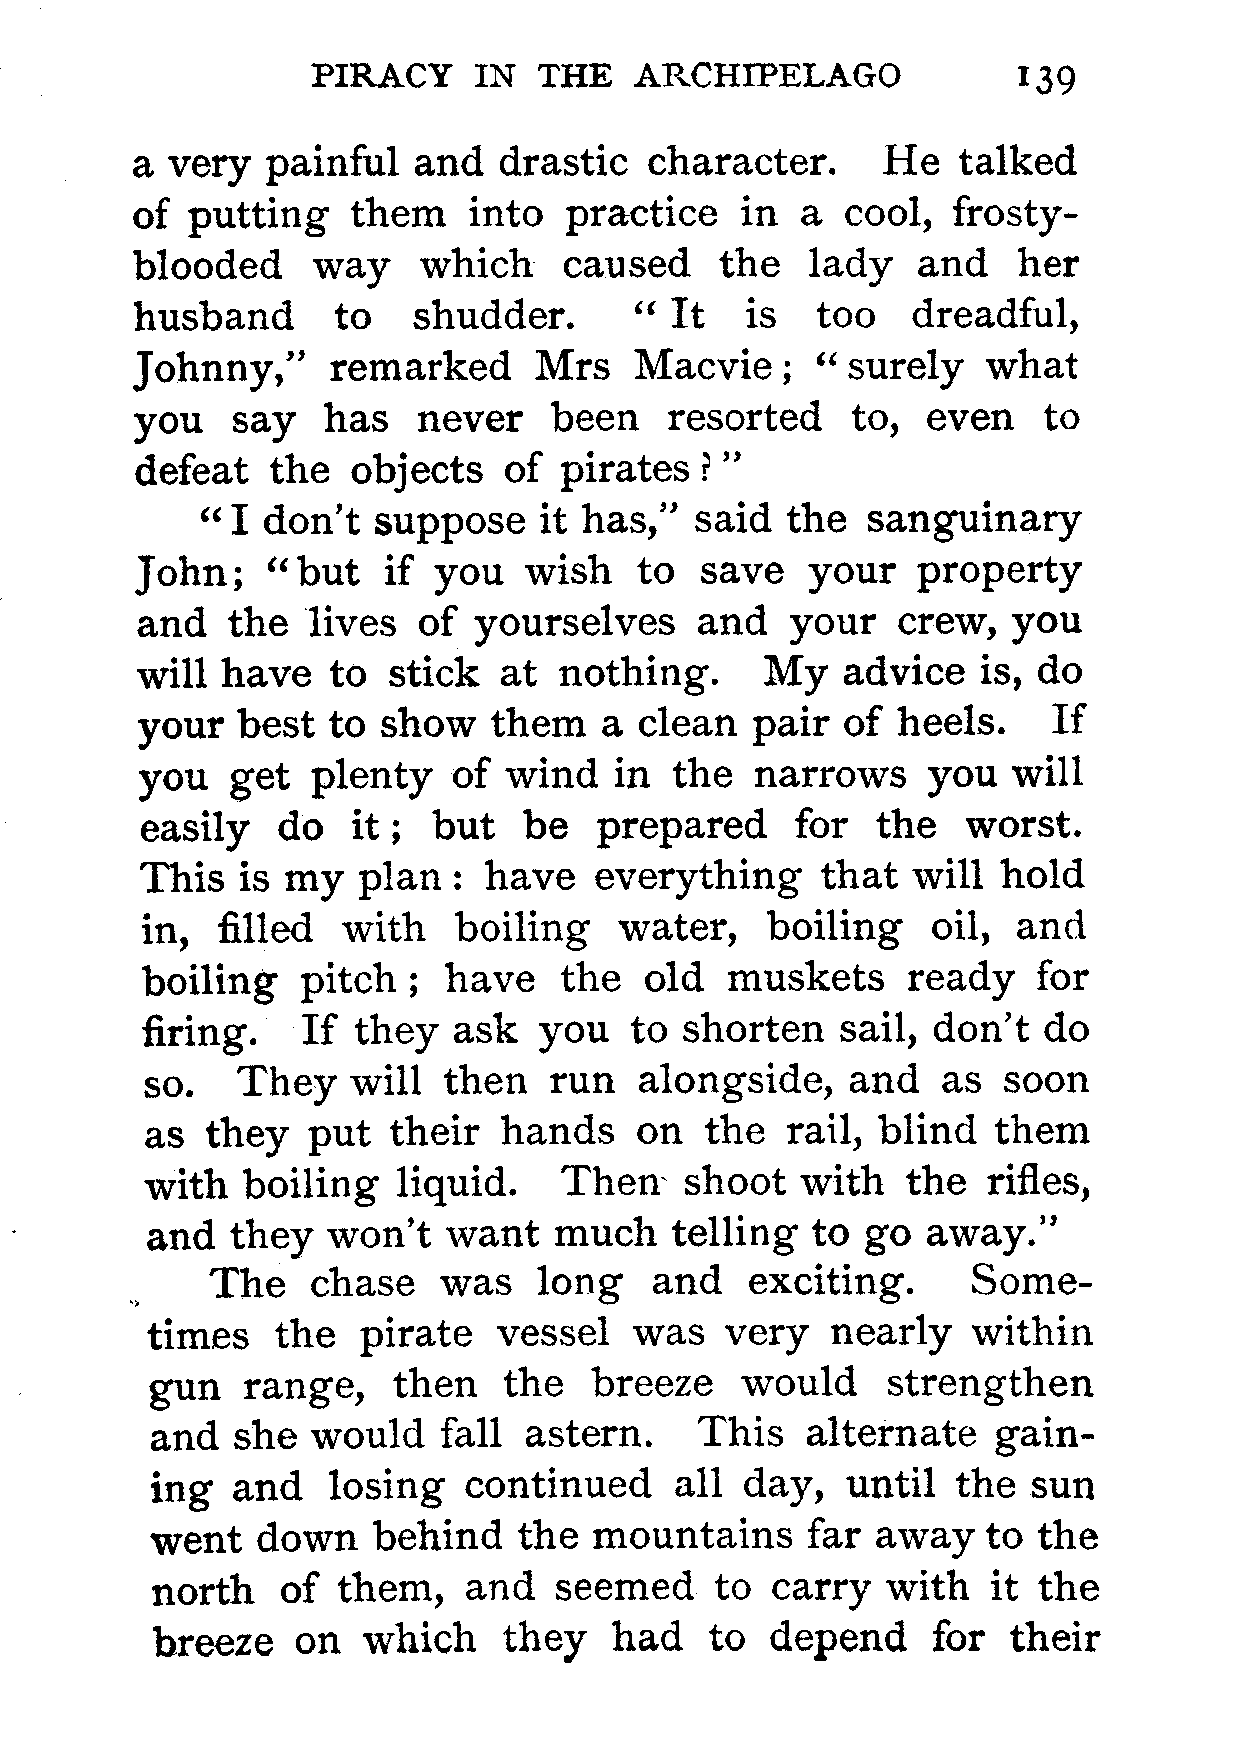 PIRACY IN THE ARCHIPELAGO 139
a very painful and drastic character. He talked
of putting them into practice in a cool, frosty-
blooded way which caused the lady and her
husband to shudder. “ It is too dreadful,
Johnny,” remarked Mrs Macvie ; “ surely what
you say has never been resorted to, even to
defeat the objects of pirates ? ”
“ I don't suppose it has,” said the sanguinary
John; “ but if you wish to save your property
and the lives of yourselves and your crew, you
will have to stick at nothing. My advice is, do
your best to show them a clean pair of heels. If
you get plenty of wind in the narrows you will
easily do it ; but be prepared for the worst.
This is my plan : have everything that will hold
in, filled with boiling water, boiling oil, and
boiling pitch ; have the old muskets ready for
firing. If they ask you to shorten sail, don't do
so. They will then run alongside, and as soon
as they put their hands on the rail, blind them
with boiling liquid. Then shoot with the rifles,
and they won't want much telling to go away.”
The chase was long and exciting. Some-
times the pirate vessel was very nearly within
gun range, then the breeze would strengthen
and she would fall astern. This alternate gain-
ing and losing continued all day, until the sun
went down behind the mountains far away to the
north of them, and seemed to carry with it the
breeze on which they had to depend for their